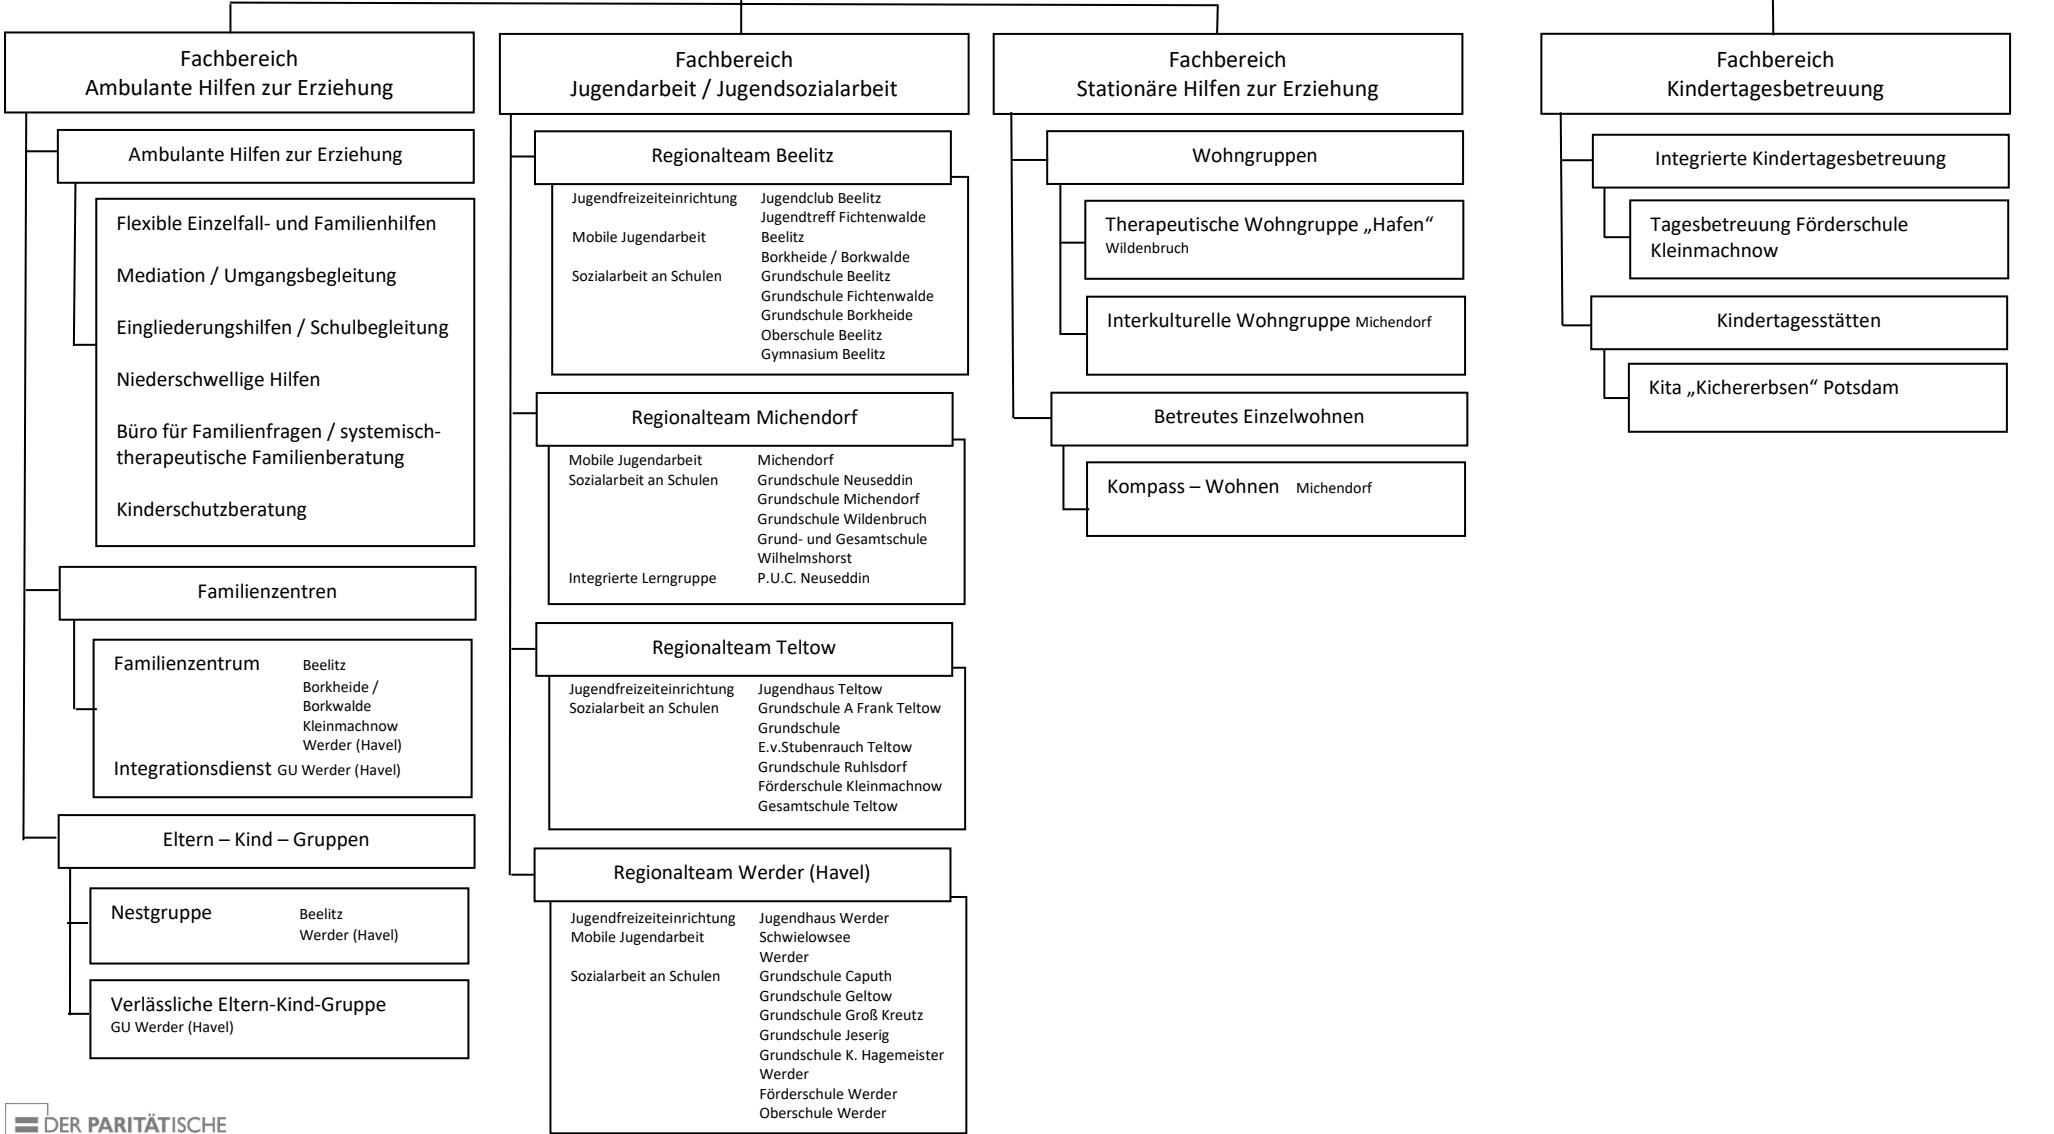 Fachbereich
Ambulante Hilfen zur Erziehung
Ambulante Hilfen zur Erziehung
Flexible Einzelfall- und Familienhilfen
Mediation / Umgangsbegleitung
Eingliederungshilfen / Schulbegleitung
Niederschwellige Hilfen
Büro für Familienfragen / systemisch-
therapeutische Familienberatung
Kinderschutzberatung
Familienzentren
Familienzentrum Beelitz
Borkheide /
Borkwalde
Kleinmachnow
Werder (Havel)
Integrationsdienst GU Werder (Havel)
Eltern – Kind – Gruppen
Nestgruppe Beelitz
Werder (Havel)
Verlässliche Eltern-Kind-Gruppe
GU Werder (Havel)
Fachbereich
Jugendarbeit / Jugendsozialarbeit
Regionalteam Beelitz
Jugendfreizeiteinrichtung Jugendclub Beelitz
Jugendtreff Fichtenwalde
Mobile Jugendarbeit Beelitz
Borkheide / Borkwalde
Sozialarbeit an Schulen Grundschule Beelitz
Grundschule Fichtenwalde
Grundschule Borkheide
Oberschule Beelitz
Gymnasium Beelitz
Regionalteam Michendorf
Mobile Jugendarbeit Michendorf
Sozialarbeit an Schulen Grundschule Neuseddin
Grundschule Michendorf
Grundschule Wildenbruch
Grund- und Gesamtschule
Wilhelmshorst
Integrierte Lerngruppe P.U.C. Neuseddin
Regionalteam Teltow
Jugendfreizeiteinrichtung Jugendhaus Teltow
Sozialarbeit an Schulen Grundschule A Frank Teltow
Grundschule
E.v.Stubenrauch Teltow
Grundschule Ruhlsdorf
Förderschule Kleinmachnow
Gesamtschule Teltow
Regionalteam Werder (Havel)
Jugendfreizeiteinrichtung Jugendhaus Werder
Mobile Jugendarbeit Schwielowsee
Werder
Sozialarbeit an Schulen Grundschule Caputh
Grundschule Geltow
Grundschule Groß Kreutz
Grundschule Jeserig
Grundschule K. Hagemeister
Werder
Förderschule Werder
Oberschule Werder
Fachbereich
Stationäre Hilfen zur Erziehung
Wohngruppen
Therapeutische Wohngruppe „Hafen“
Wildenbruch
Interkulturelle Wohngruppe Michendorf
Betreutes Einzelwohnen
Kompass – Wohnen Michendorf
Fachbereich
Kindertagesbetreuung
Integrierte Kindertagesbetreuung
Tagesbetreuung Förderschule
Kleinmachnow
Kindertagesstätten
Kita „Kichererbsen“ Potsdam
DER PARITÄTISCHE